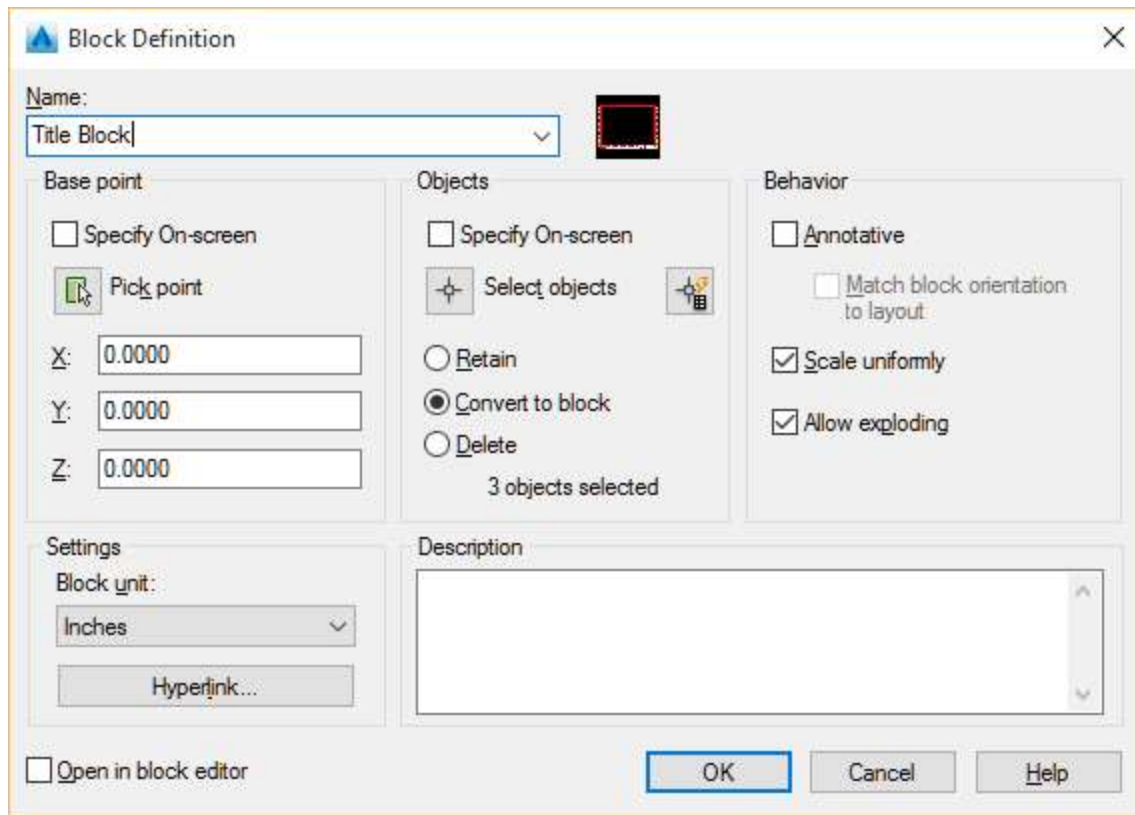 Block Definition
Name:
Title Block
Base point
Specify On-screen
Pick point
X: 0.0000
Y: 0.0000
Z: 0.0000
Objects
Specify On-screen
Select objects
Retain
Convert to block
Delete
3 objects selected
Behavior
Annotative
Match block orientation
to layout
Scale uniformly
Allow exploding
Settings
Block unit:
Inches
Hyperlink...
Description
Open in block editor
OK
Cancel
Help